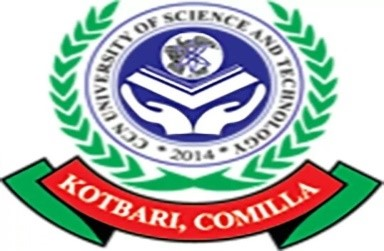 CCN UNIVERSITY OF SCIENCE AND TECHNOLOGY
* 2014 *
KOTBARI, COMILLA